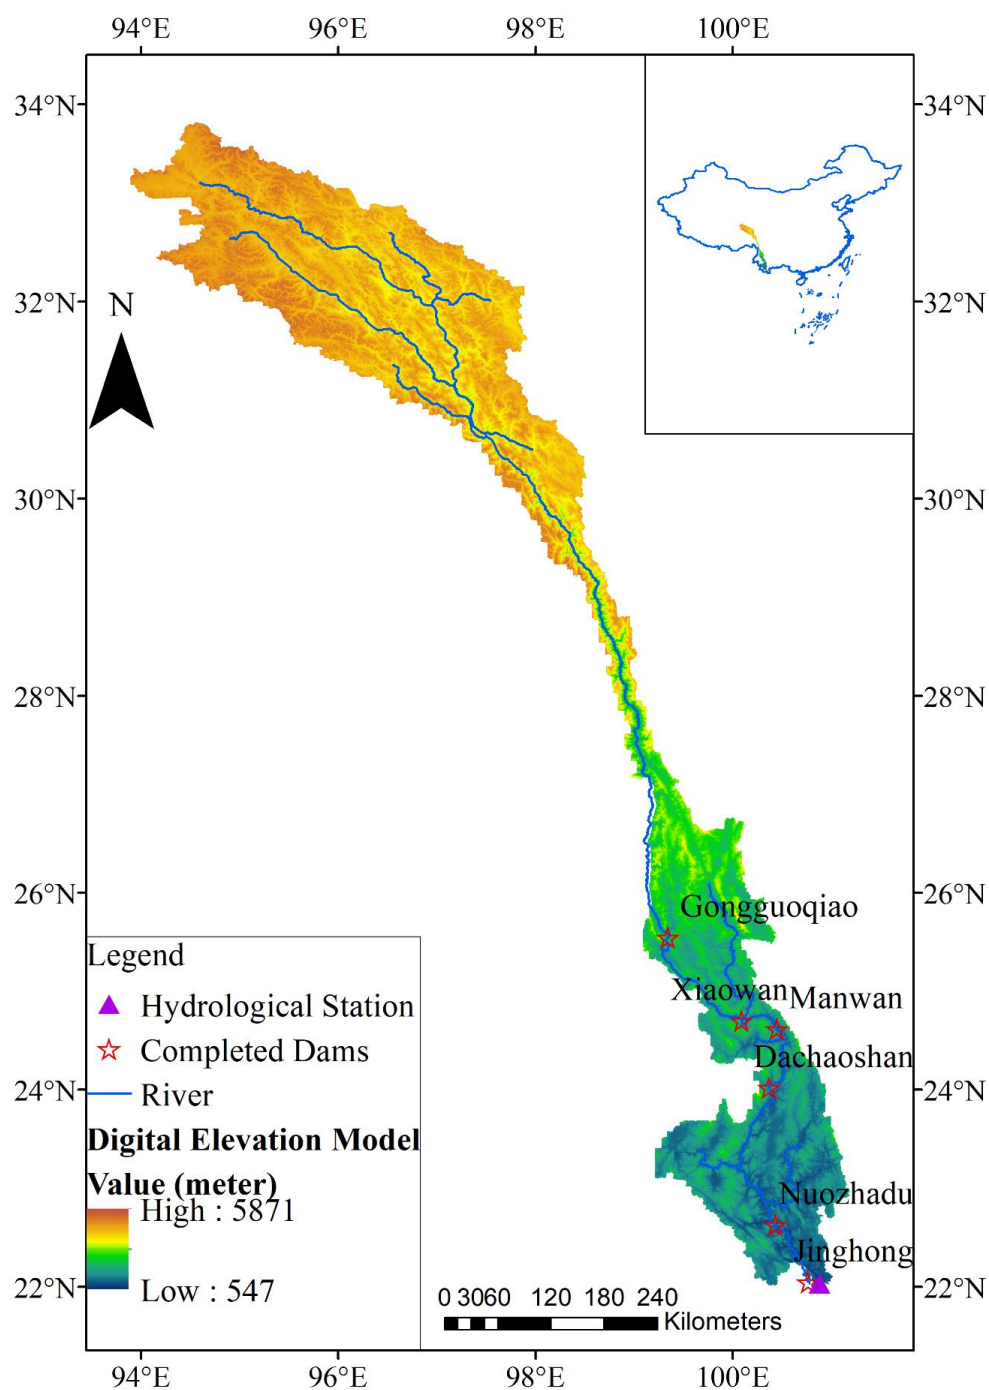 94°E 96°E 98°E 100°E
34°N 34°N
32°N 32°N
N
30°N 30°N
28°N 28°N
26°N 26°N
Gongguoqiao
Xiaowan Manwan
Dachaoshan
24°N 24°N
Nuozhadu
Jinghong
22°N 22°N
Legend
Hydrological Station
Completed Dams
River
Digital Elevation Model
Value (meter)
High : 5871
Low : 547
0 30 60 120 180 240
Kilometers
94°E 96°E 98°E 100°E